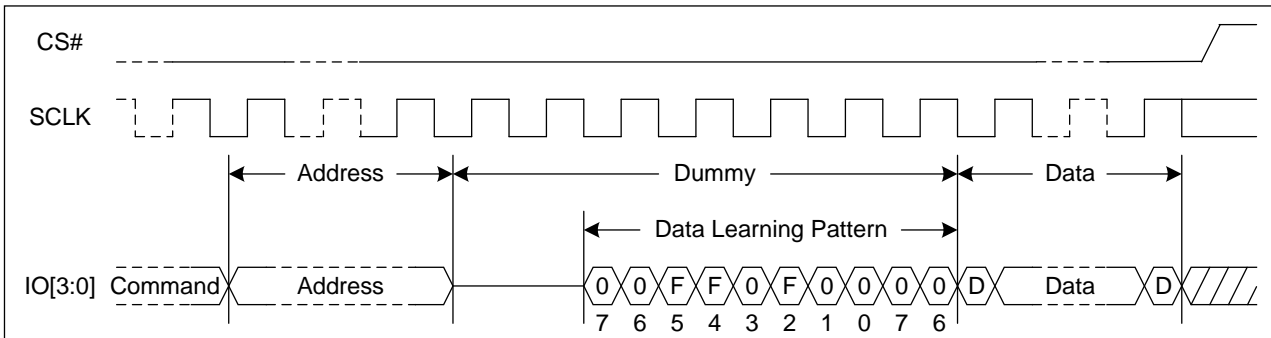 CS#
SCLK
Address Dummy Data
Data Learning Pattern
IO[3:0] Command Address 0 0 F F 0 F 0 0 0 0 D Data D
7 6 5 4 3 2 1 0 7 6